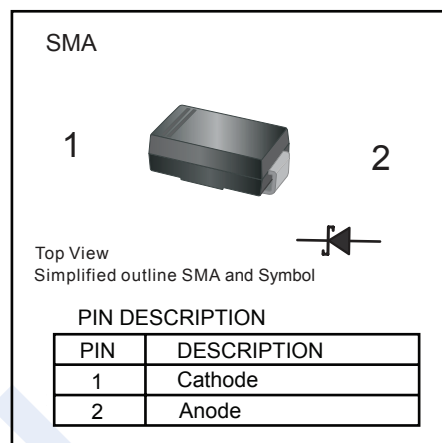 SMA
1
2
Top View
Simplified outline SMA and Symbol
PIN DESCRIPTION
PIN DESCRIPTION
1 Cathode
2 Anode